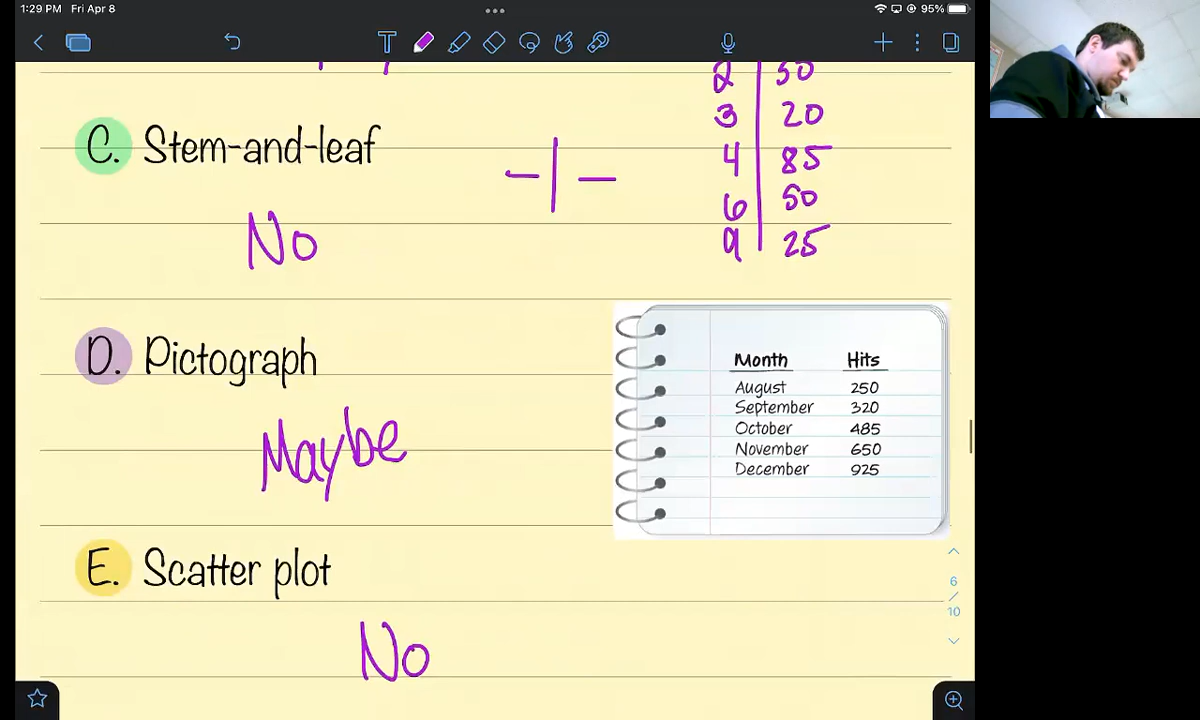 1:29 PM Fri Apr 8
95%
T
2 | 50
C. Stem-and-leaf
3 | 20
4 | 85
6 | 50
No
9 | 25
D. Pictograph
Month Hits
August 250
September 320
October 485
November 650
December 925
Maybe
E. Scatter plot
6
/
10
No